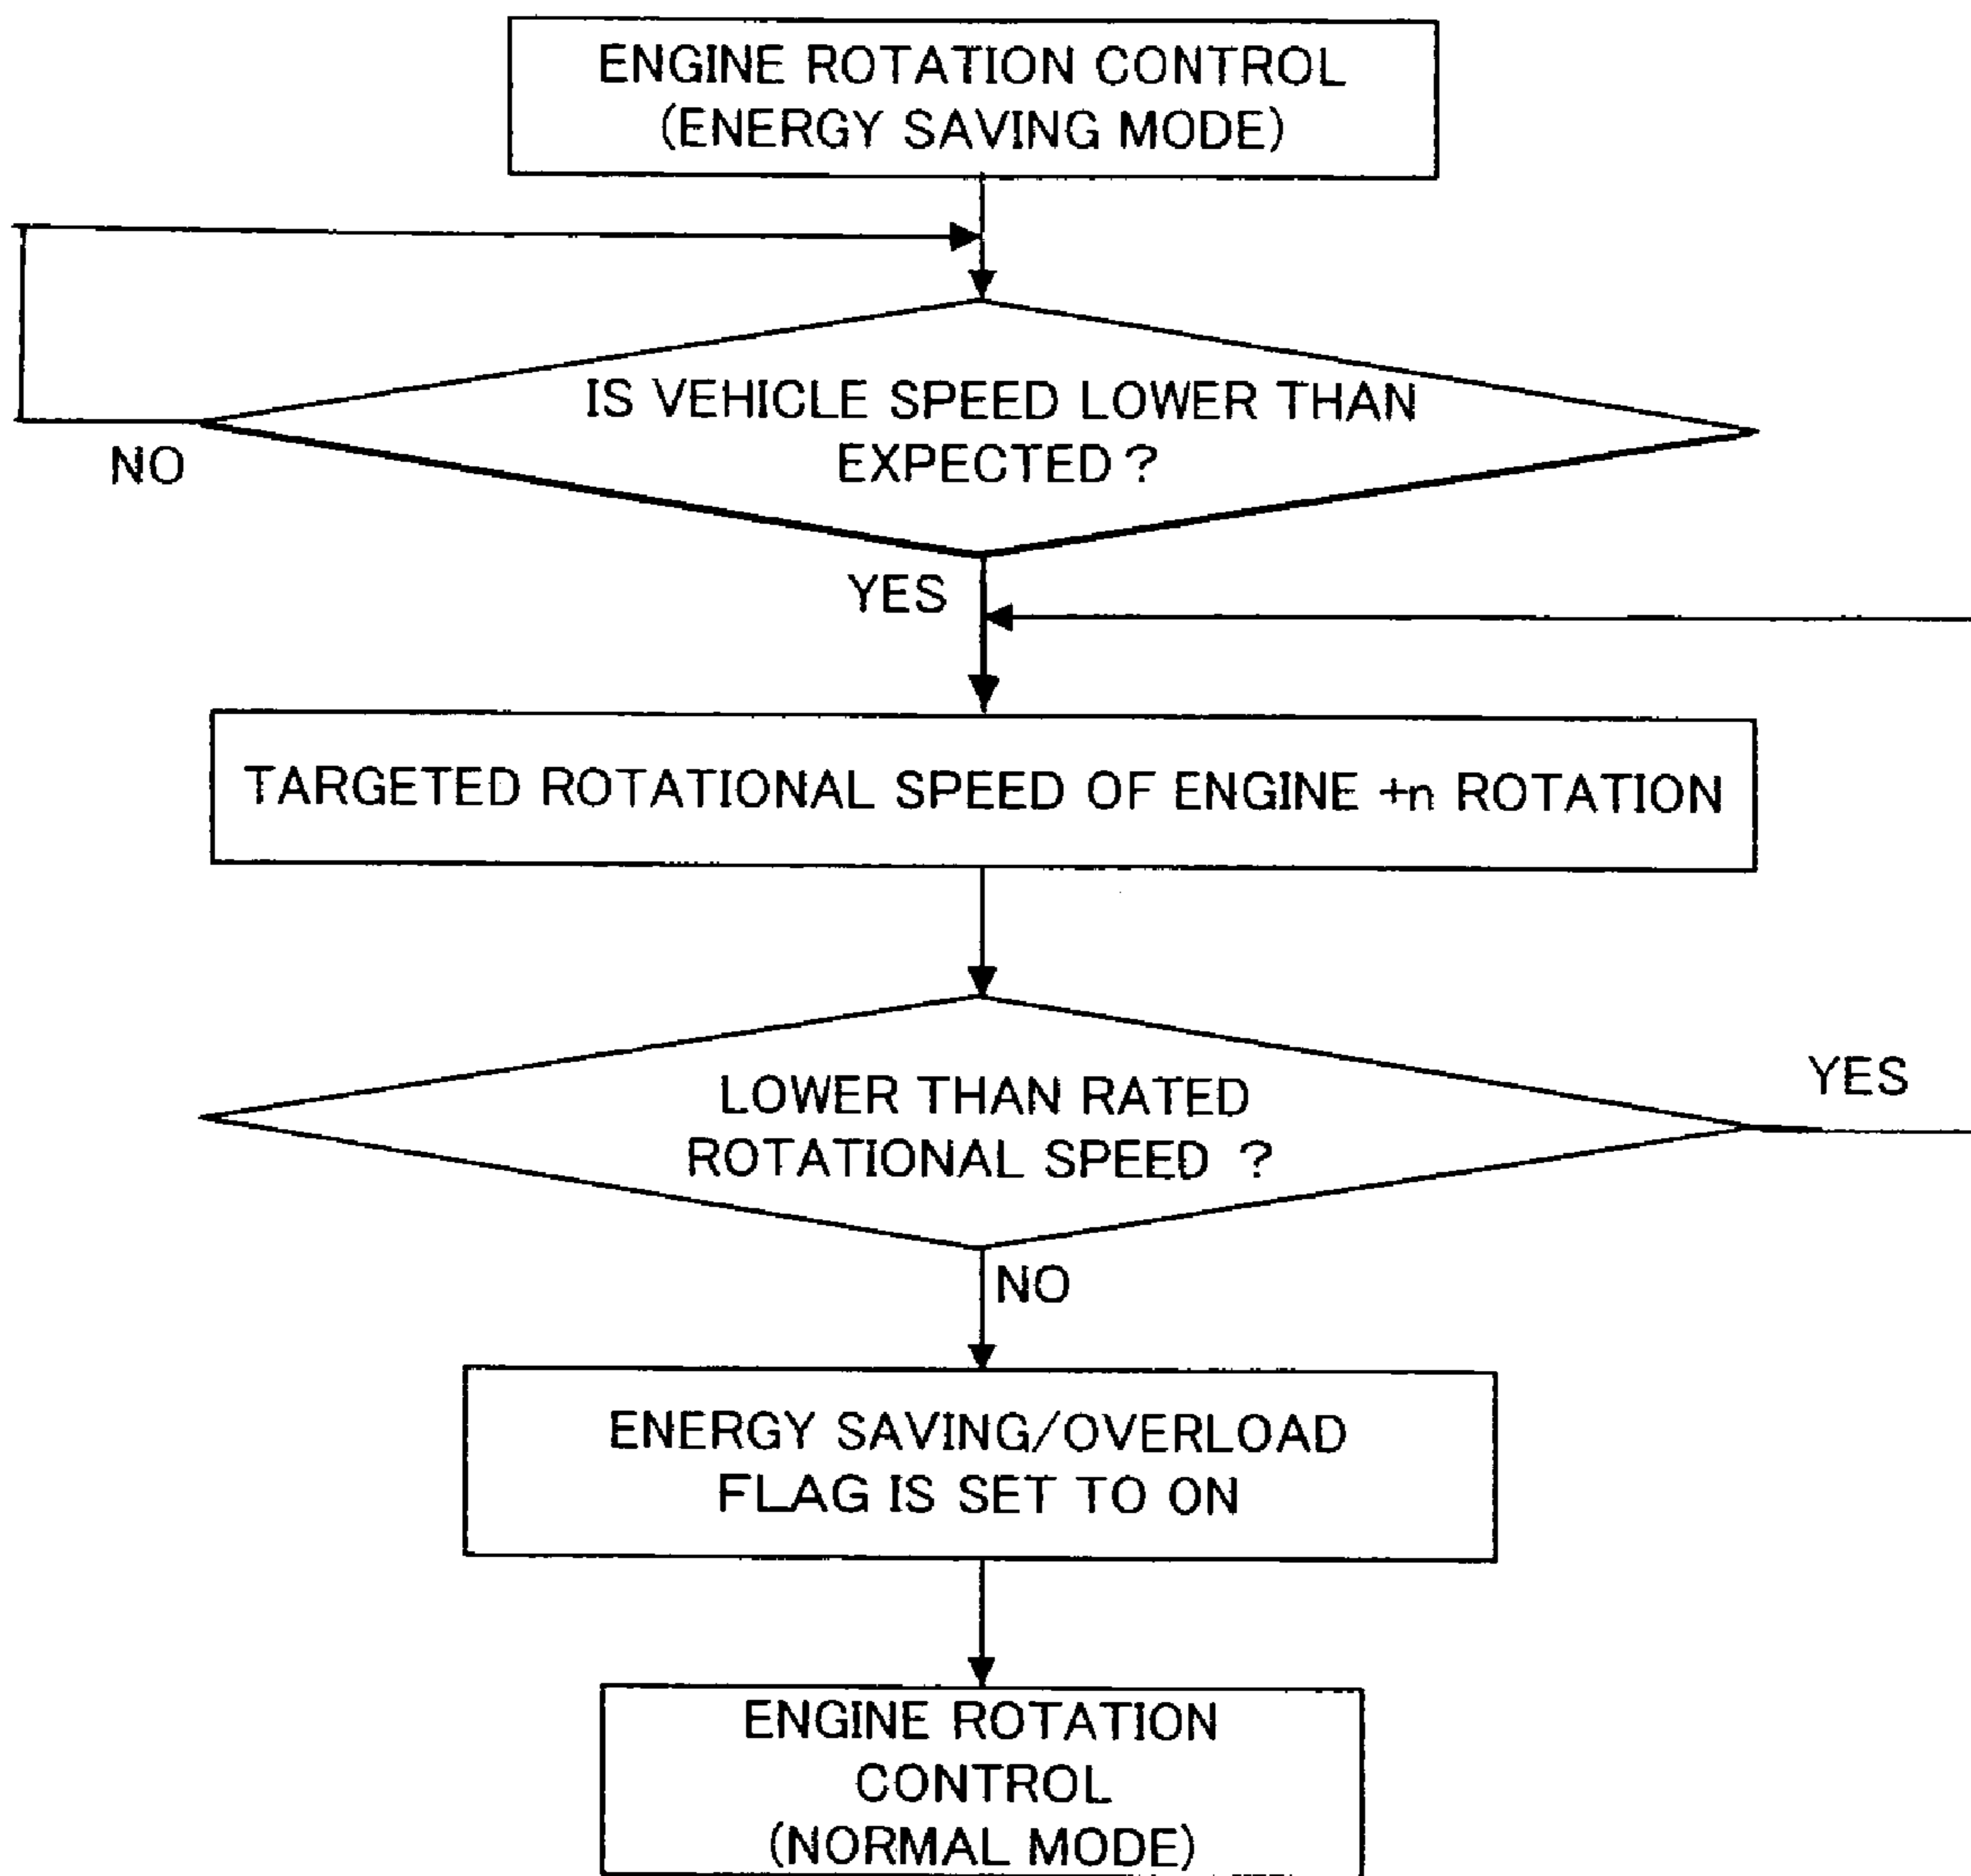 ENGINE ROTATION CONTROL
(ENERGY SAVING MODE)
IS VEHICLE SPEED LOWER THAN
EXPECTED ?
NO
YES
TARGETED ROTATIONAL SPEED OF ENGINE +n ROTATION
LOWER THAN RATED
ROTATIONAL SPEED ?
YES
NO
ENERGY SAVING/OVERLOAD
FLAG IS SET TO ON
ENGINE ROTATION
CONTROL
(NORMAL MODE)